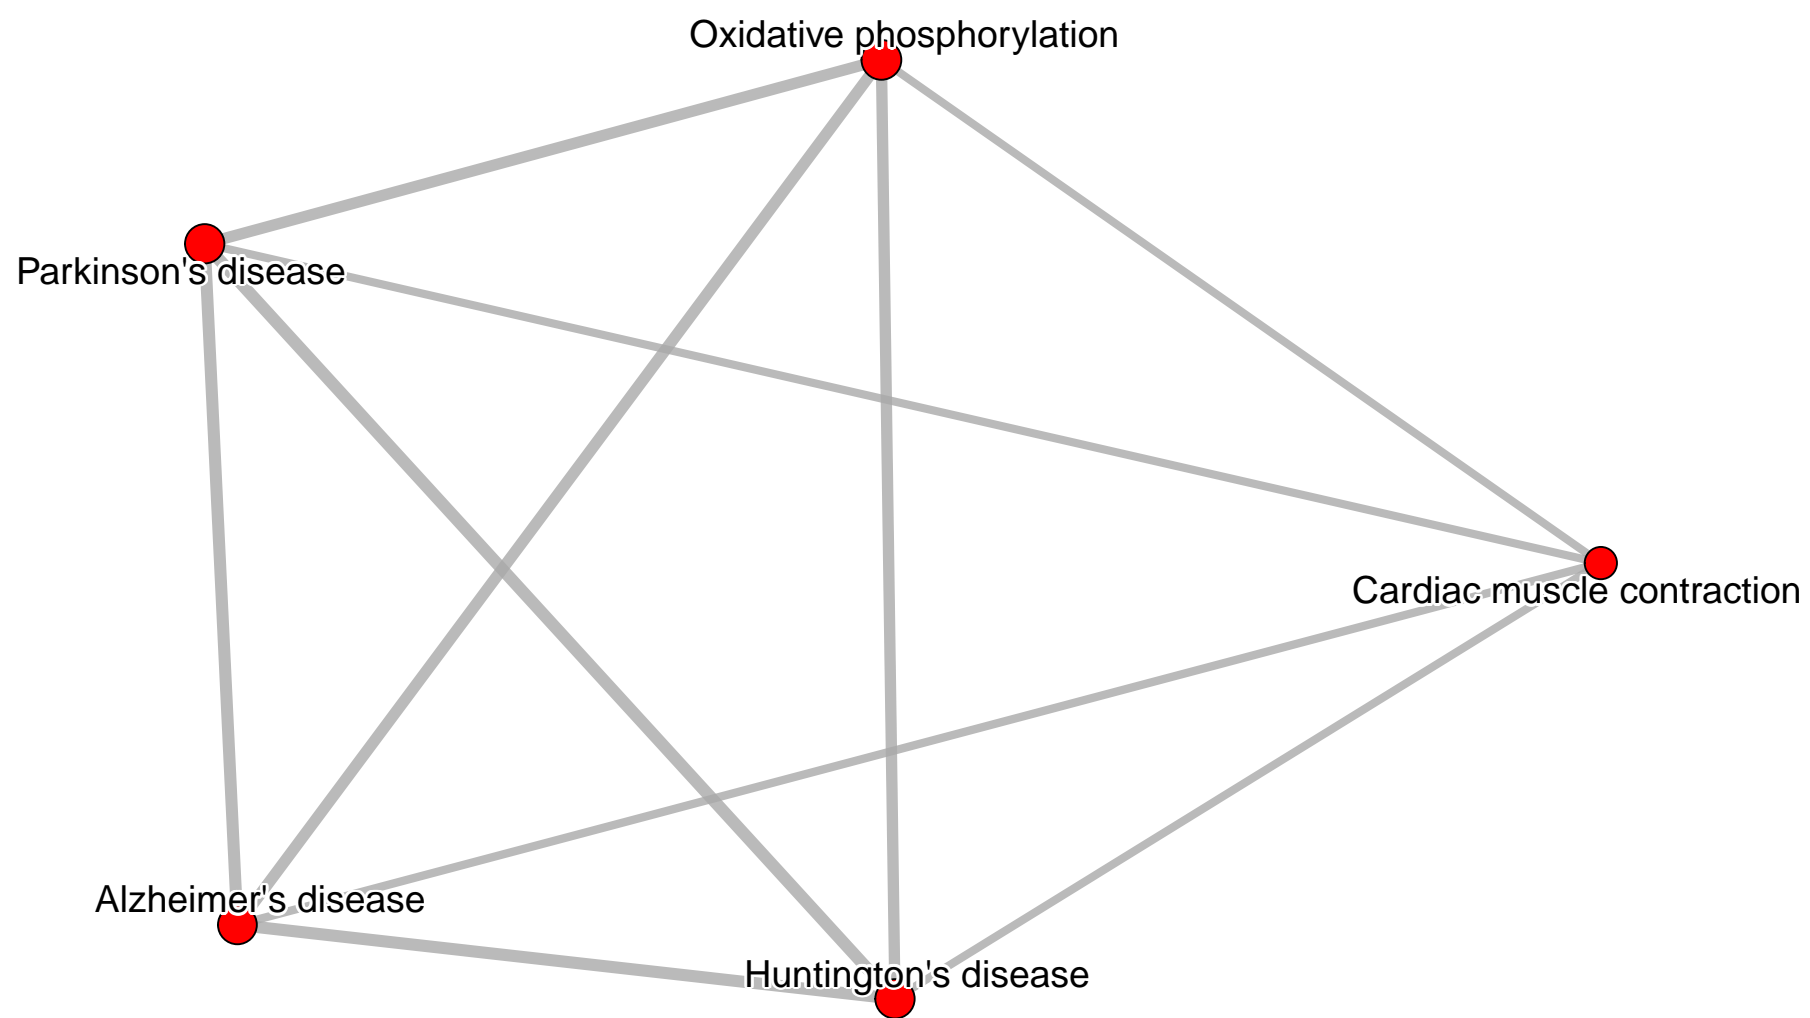 Oxidative phosphorylation
Parkinson's disease
Cardiac muscle contraction
Alzheimer's disease
Huntington's disease